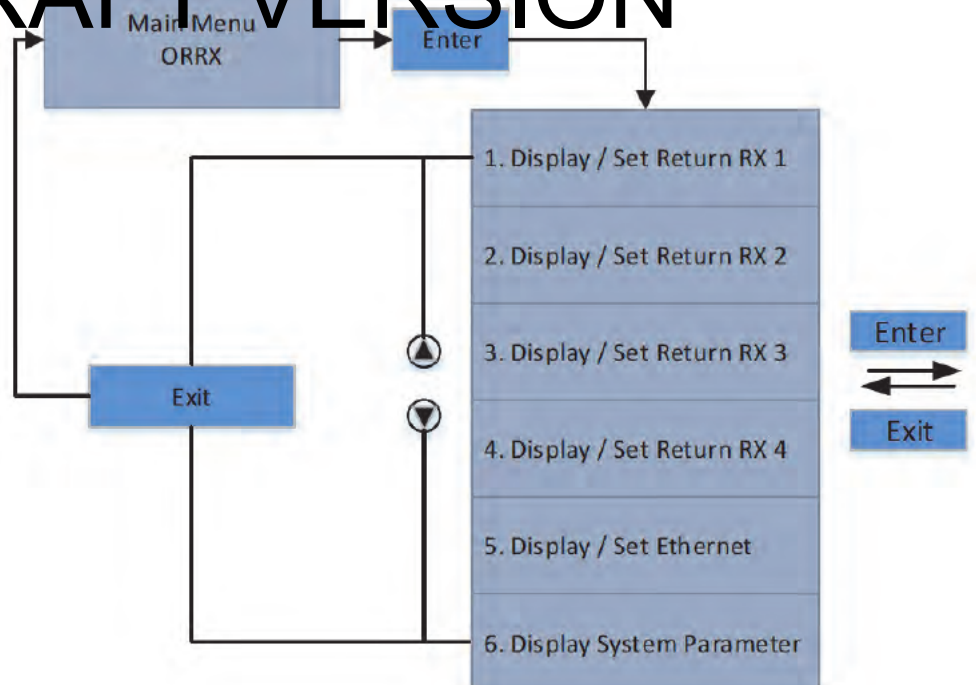 RAFT VERSION
Main Menu
ORRX
Enter
1. Display / Set Return RX 1
2. Display / Set Return RX 2
3. Display / Set Return RX 3
4. Display / Set Return RX 4
5. Display / Set Ethernet
6. Display System Parameter
Exit
Enter
Exit